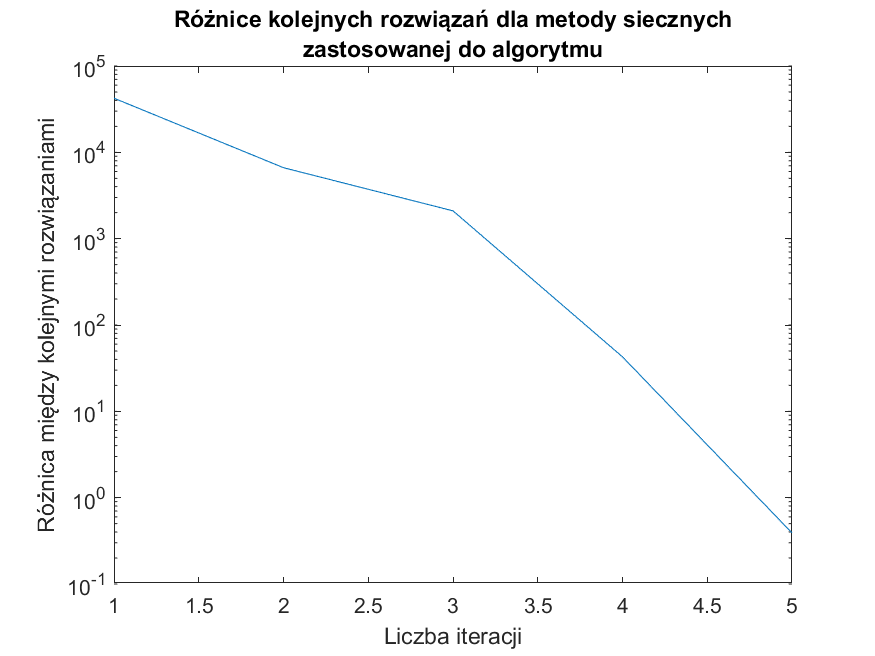 Różnice kolejnych rozwiązań dla metody siecznych
zastosowanej do algorytmu
Różnica między kolejnymi rozwiązaniami
10^5
10^4
10^3
10^2
10^1
10^0
10^-1
1 1.5 2 2.5 3 3.5 4 4.5 5
Liczba iteracji